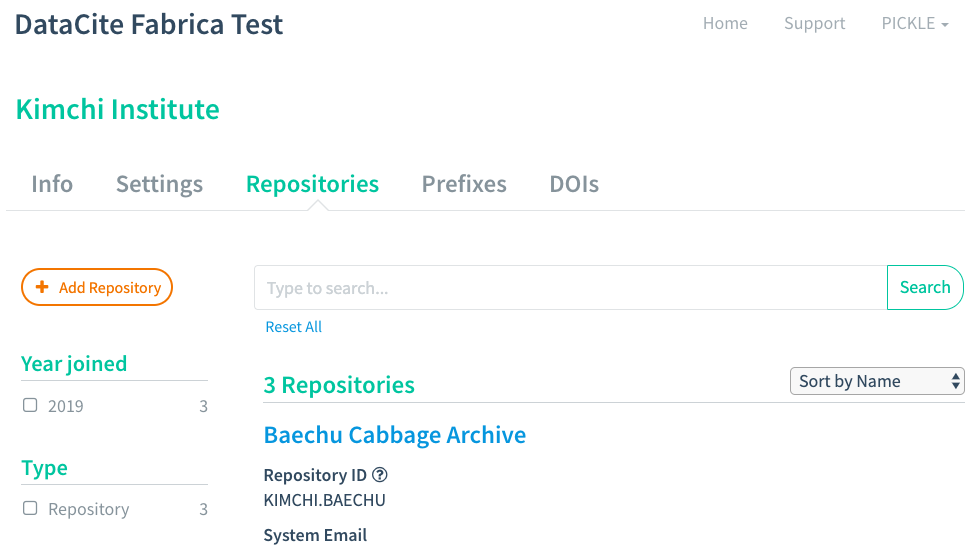 DataCite Fabrica Test
Home Support PICKLE
Kimchi Institute
Info Settings Repositories Prefixes DOIs
+ Add Repository
Type to search...
Search
Reset All
Year joined
2019 3
Type
Repository 3
3 Repositories
Sort by Name
Baechu Cabbage Archive
Repository ID ?
KIMCHI.BAECHU
System Email